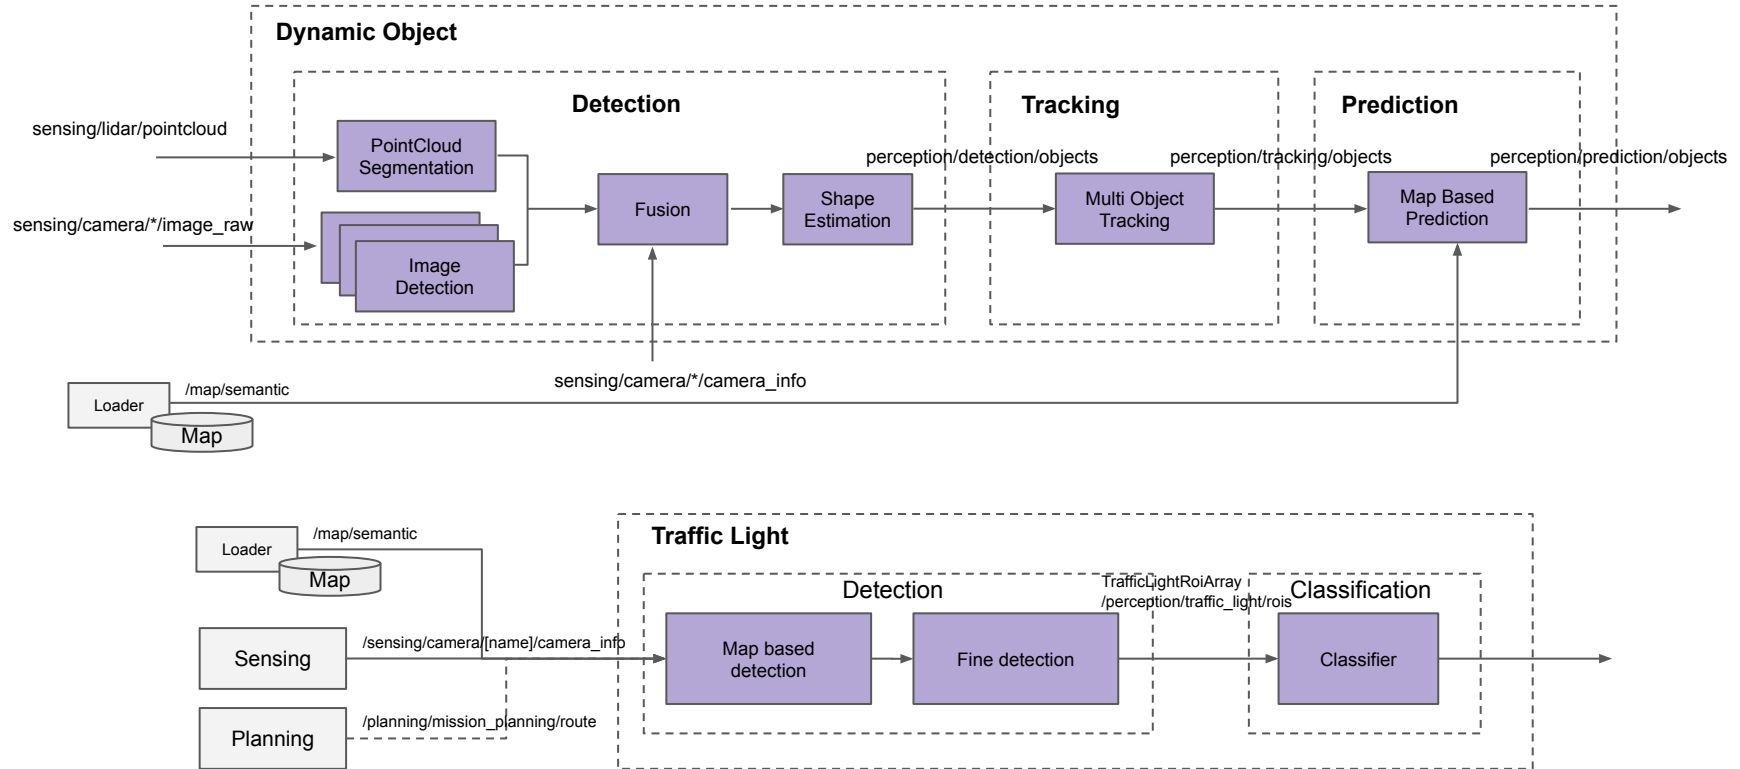 Dynamic Object
Detection
Tracking
Prediction
sensing/lidar/pointcloud
PointCloud
Segmentation
perception/detection/objects
perception/tracking/objects
perception/prediction/objects
sensing/camera/*/image_raw
Fusion
Shape
Estimation
Multi Object
Tracking
Map Based
Prediction
Image
Detection
sensing/camera/*/camera_info
/map/semantic
Loader
Map
Traffic Light
/map/semantic
Loader
Map
Detection
TrafficLightRoiArray
/perception/traffic_light/rois
Classification
Sensing
/sensing/camera/[name]/camera_info
Map based
detection
Fine detection
Classifier
Planning
/planning/mission_planning/route